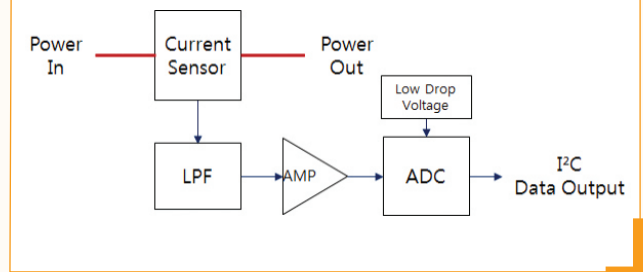 Power
In
Current
Sensor
Power
Out
Low Drop
Voltage
LPF
AMP
ADC
I²C
Data Output